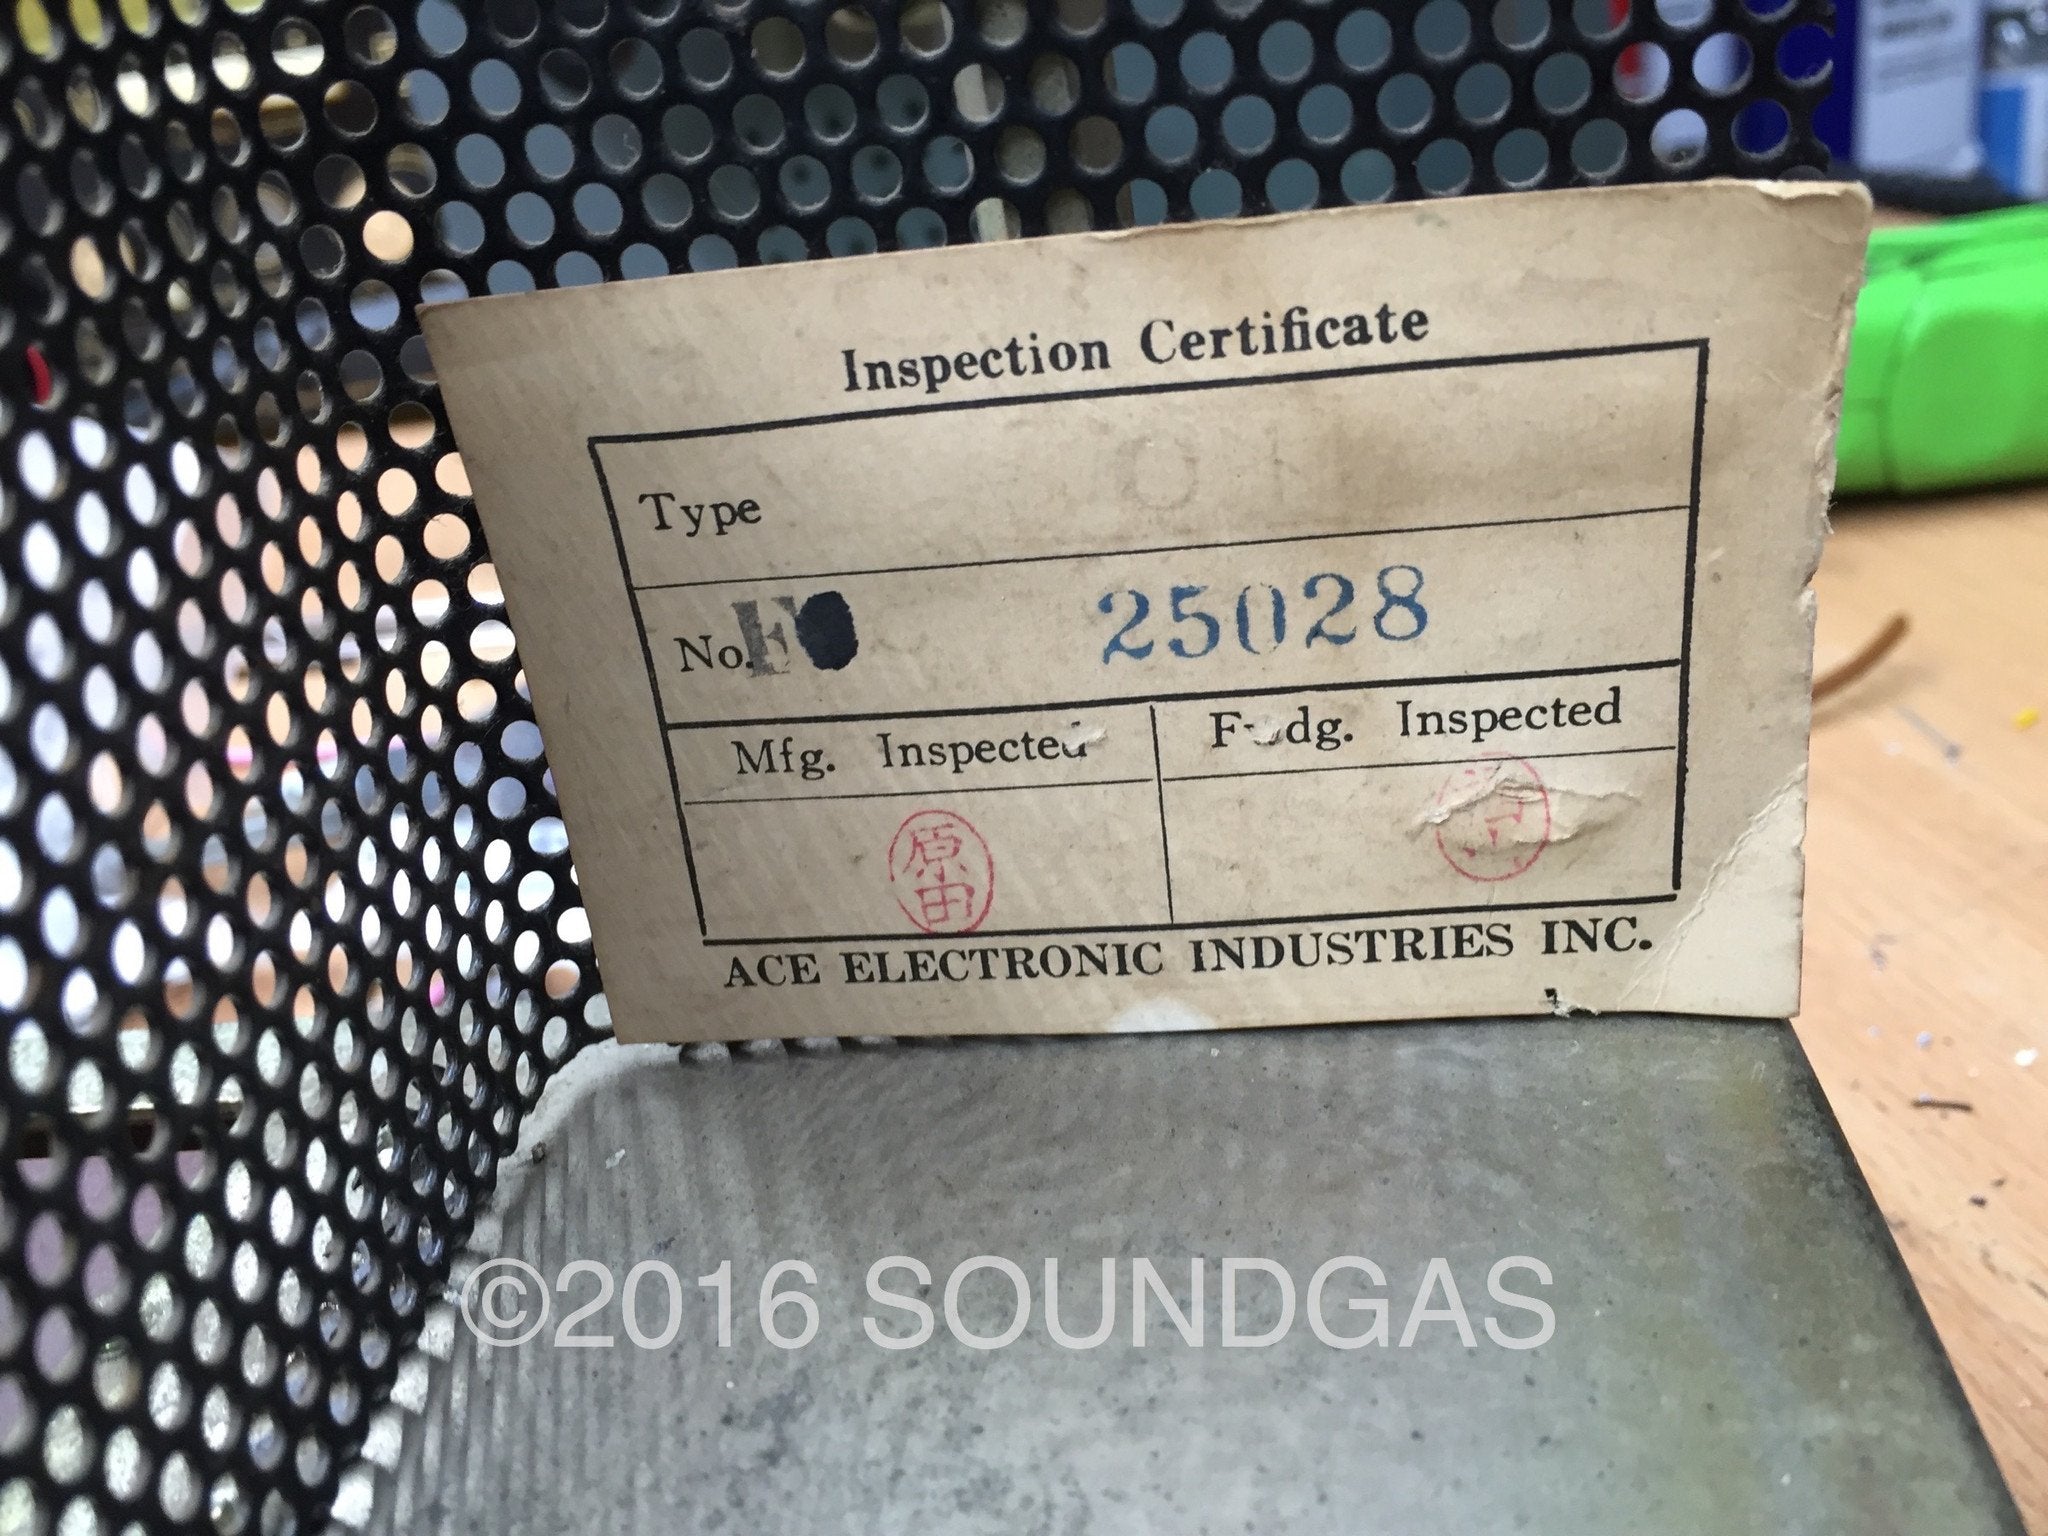 Inspection Certificate
Type
No. F 25028
Mfg. Inspected
Inspected
原田
ACE ELECTRONIC INDUSTRIES INC.
©2016 SOUNDGAS